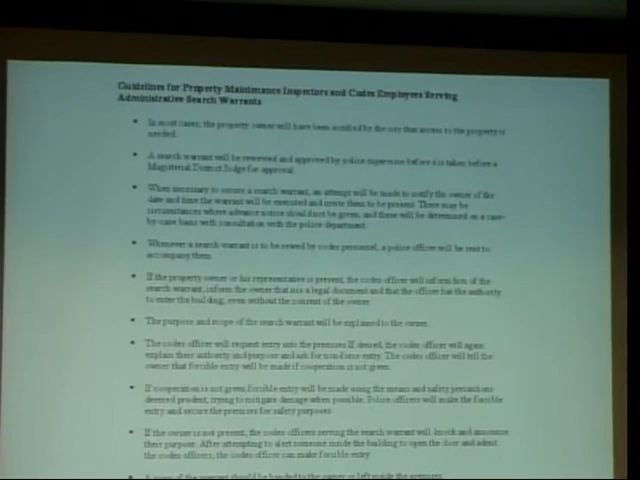 Guidelines for Property Maintenance Inspectors and Codes Employees Serving
Administrative Search Warrants
• In most cases, the property owner will have been notified by the city that access to the property is
needed.
• A search warrant will be reviewed and approved by police supervisor before it is taken before a
Magisterial District Judge for approval.
• When necessary to secure a search warrant, an attempt will be made to notify the owner of the
date and time the warrant will be executed and invite them to be present. There may be
circumstances where advance notice should not be given, and these will be determined on a case-
by-case basis with consultation with the police department.
• Whenever a search warrant is to be served by codes personnel, a police officer will be sent to
accompany them.
• If the property owner or his representative is present, the codes officer will inform him of the
search warrant, inform the owner that it is a legal document and that the officer has the authority
to enter the building, even without the consent of the owner.
• The purpose and scope of the search warrant will be explained to the owner.
• The codes officer will request entry into the premises. If denied, the codes officer will again
explain their authority and purpose and ask for non-force entry. The codes officer will tell the
owner that forcible entry will be made if cooperation is not given.
• If cooperation is not given forcible entry will be made using the means and safety precautions
deemed prudent, trying to mitigate damage when possible. Police officers will make the forcible
entry and secure the premises for safety purposes.
• If the owner is not present, the codes officers serving the search warrant will knock and announce
their purpose. After attempting to alert someone inside the building to open the door and admit
the codes officers, the codes officer can make forcible entry.
• A copy of the warrant should be handed to the owner or left inside the premises.